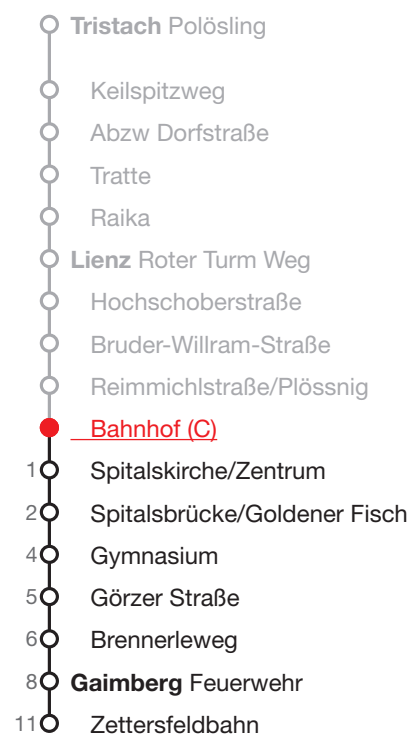 Tristach Polösling
Keilspitzweg
Abzw Dorfstraße
Tratte
Raika
Lienz Roter Turm Weg
Hochschoberstraße
Bruder-Willram-Straße
Reimmichlstraße/Plössnig
Bahnhof (C)
1 Spitalskirche/Zentrum
2 Spitalsbrücke/Goldener Fisch
4 Gymnasium
5 Görzer Straße
6 Brennerleweg
8 Gaimberg Feuerwehr
11 Zettersfeldbahn